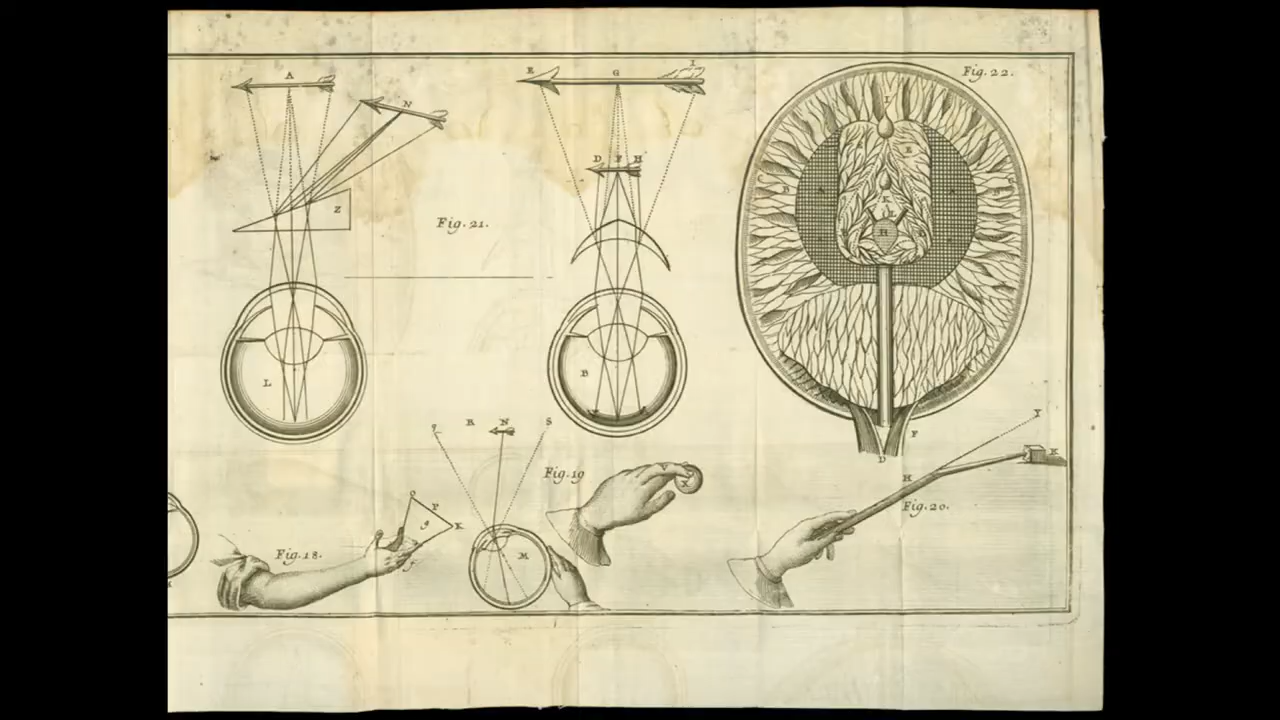 A
N
Z
Fig. 21.
L
E
G
I
D F H
B
Fig. 22.
B
K
L
H
D
F
R N S
Fig. 19
M
X
Fig. 18.
P
K
Y
H
K
Fig. 20.